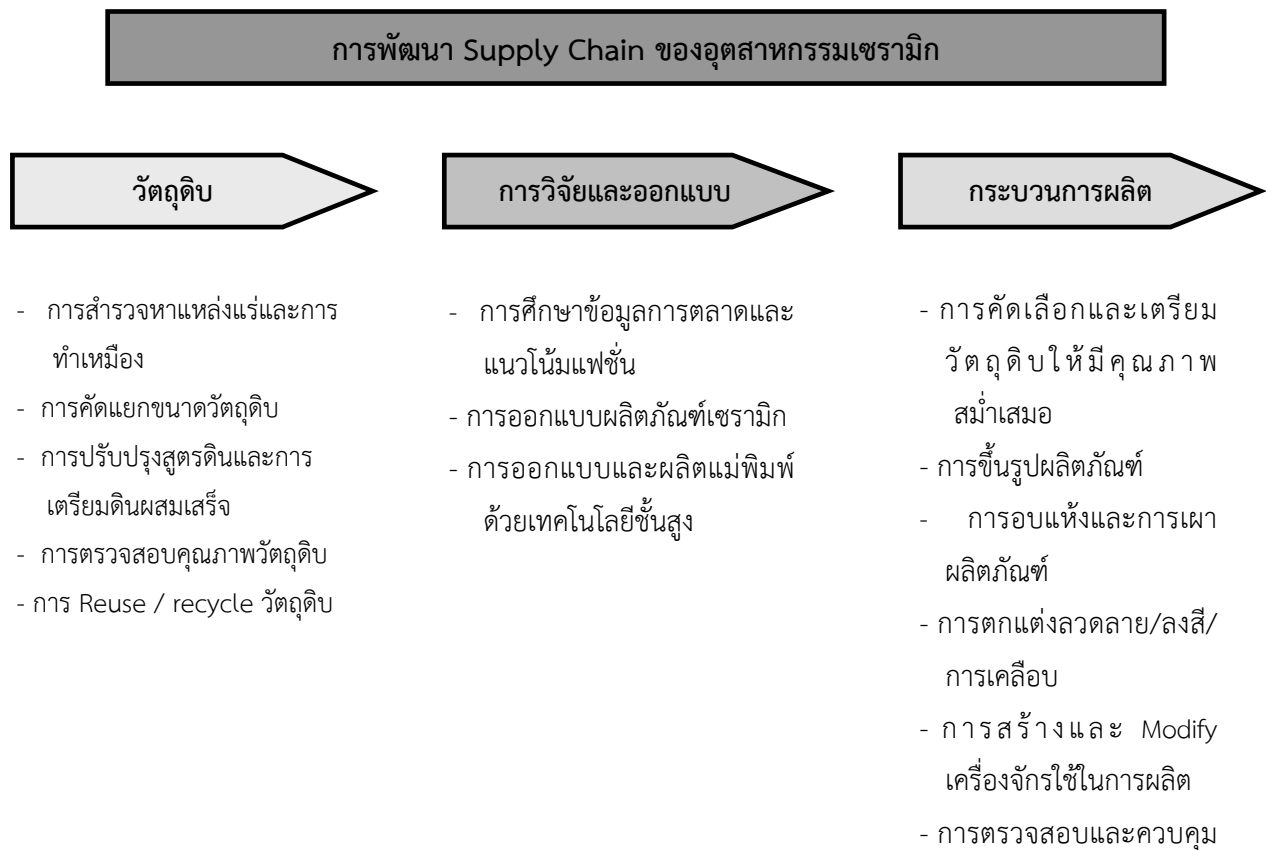 การพัฒนา Supply Chain ของอุตสาหกรรมเซรามิก
วัตถุดิบ
- การสำรวจหาแหล่งแร่และการ
ทำเหมือง
- การคัดแยกขนาดวัตถุดิบ
- การปรับปรุงสูตรดินและการ
เตรียมดินผสมเสร็จ
- การตรวจสอบคุณภาพวัตถุดิบ
- การ Reuse / recycle วัตถุดิบ
การวิจัยและออกแบบ
- การศึกษาข้อมูลการตลาดและ
แนวโน้มแฟชั่น
- การออกแบบผลิตภัณฑ์เซรามิก
- การออกแบบและผลิตแม่พิมพ์
ด้วยเทคโนโลยีชั้นสูง
กระบวนการผลิต
- การคัดเลือกและเตรียม
วัตถุดิบให้มีคุณภาพ
สม่ำเสมอ
- การขึ้นรูปผลิตภัณฑ์
- การอบแห้งและการเผา
ผลิตภัณฑ์
- การตกแต่งลวดลาย/ลงสี/
การเคลือบ
- การสร้างและ Modify
เครื่องจักรใช้ในการผลิต
- การตรวจสอบและควบคุม